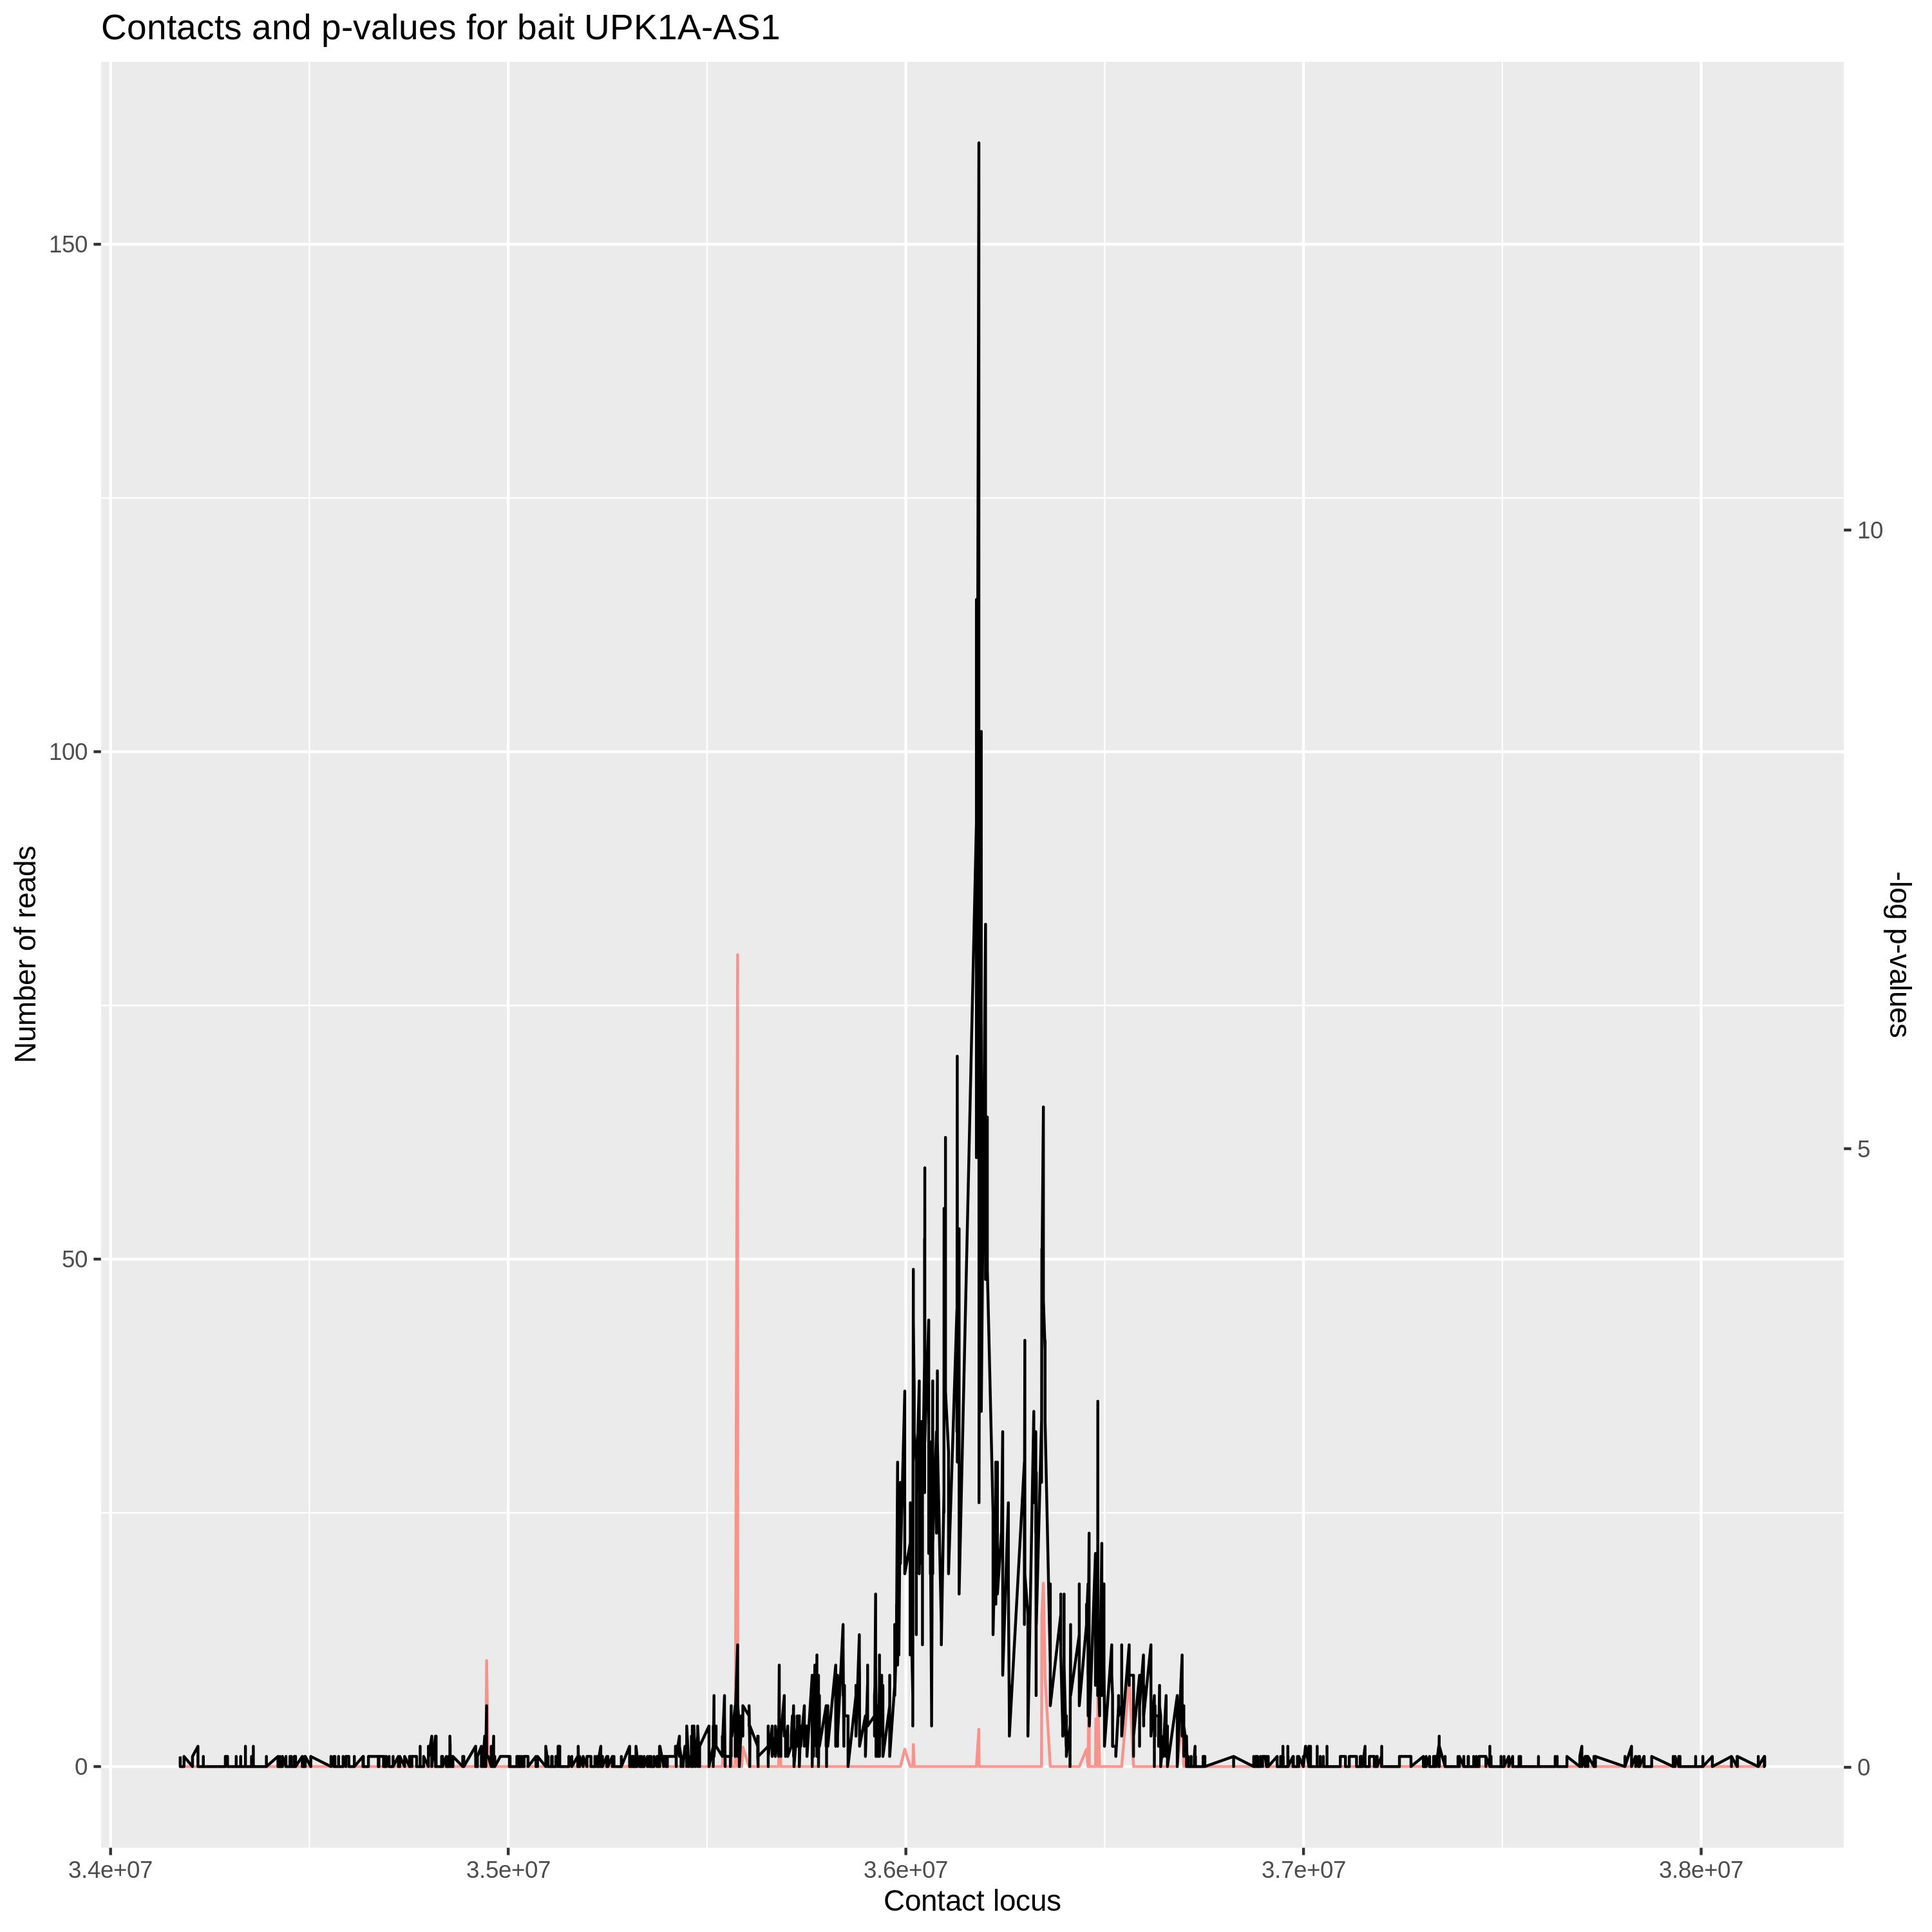 Contacts and p-values for bait UPK1A-AS1
150
100
50
0
Number of reads
10
5
0
-log p-values
3.4e+07
3.5e+07
3.6e+07
3.7e+07
3.8e+07
Contact locus